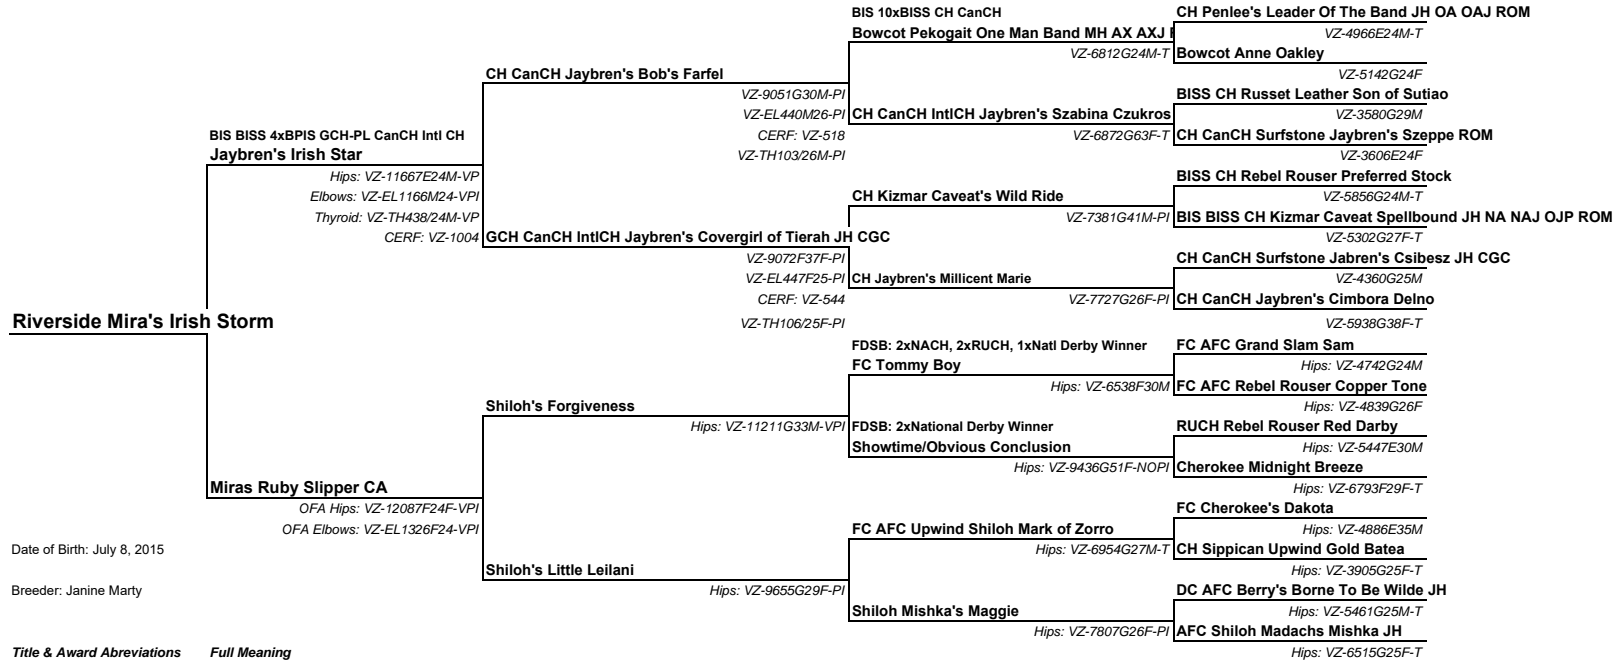 BIS 10xBISS CH CanCH
CH Penlee's Leader Of The Band JH OA OAJ ROM
Bowcot Pekogait One Man Band MH AX AXJ
VZ-4966E24M-T
VZ-6812G24M-T
Bowcot Anne Oakley
CH CanCH Jaybren's Bob's Farfel
VZ-5142G24F
VZ-9051G30M-PI
BISS CH Russet Leather Son of Sutiao
VZ-EL440M26-PI
CH CanCH IntlCH Jaybren's Szabina Czukros
VZ-3580G29M
BIS BISS 4xBPIS GCH-PL CanCH Intl CH
CERF: VZ-518
VZ-6872G63F-T
CH CanCH Surfstone Jaybren's Szeppe ROM
Jaybren's Irish Star
VZ-TH103/26M-PI
VZ-3606E24F
Hips: VZ-11667E24M-VP
BISS CH Rebel Rouser Preferred Stock
Elbows: VZ-EL1166M24-VPI
CH Kizmar Caveat's Wild Ride
VZ-5856G24M-T
Thyroid: VZ-TH438/24M-VP
VZ-7381G41M-PI
BIS BISS CH Kizmar Caveat Spellbound JH NA NAJ OJP ROM
CERF: VZ-1004
GCH CanCH IntlCH Jaybren's Covergirl of Tierah JH CGC
VZ-5302G27F-T
VZ-9072F37F-PI
CH CanCH Surfstone Jabren's Csibesz JH CGC
VZ-EL447F25-PI
CH Jaybren's Millicent Marie
VZ-4360G25M
CERF: VZ-544
VZ-7727G26F-PI
CH CanCH Jaybren's Cimbora Delno
Riverside Mira's Irish Storm
VZ-TH106/25F-PI
VZ-5938G38F-T
FDSB: 2xNACH, 2xRUCH, 1xNatl Derby Winner
FC AFC Grand Slam Sam
FC Tommy Boy
Hips: VZ-4742G24M
Hips: VZ-6538F30M
FC AFC Rebel Rouser Copper Tone
Shiloh's Forgiveness
Hips: VZ-4839G26F
Hips: VZ-11211G33M-VPI
FDSB: 2xNational Derby Winner
RUCH Rebel Rouser Red Darby
Showtime/Obvious Conclusion
Hips: VZ-5447E30M
Hips: VZ-9436G51F-NOPI
Cherokee Midnight Breeze
Miras Ruby Slipper CA
Hips: VZ-6793F29F-T
OFA Hips: VZ-12087F24F-VPI
FC Cherokee's Dakota
OFA Elbows: VZ-EL1326F24-VPI
FC AFC Upwind Shiloh Mark of Zorro
Hips: VZ-4886E35M
Date of Birth: July 8, 2015
Hips: VZ-6954G27M-T
CH Sippican Upwind Gold Batea
Shiloh's Little Leilani
Hips: VZ-3905G25F-T
Breeder: Janine Marty
Hips: VZ-9655G29F-PI
DC AFC Berry's Borne To Be Wilde JH
Shiloh Mishka's Maggie
Hips: VZ-5461G25M-T
Hips: VZ-7807G26F-PI
AFC Shiloh Madachs Mishka JH
Title & Award Abreviations Full Meaning
Hips: VZ-6515G25F-T